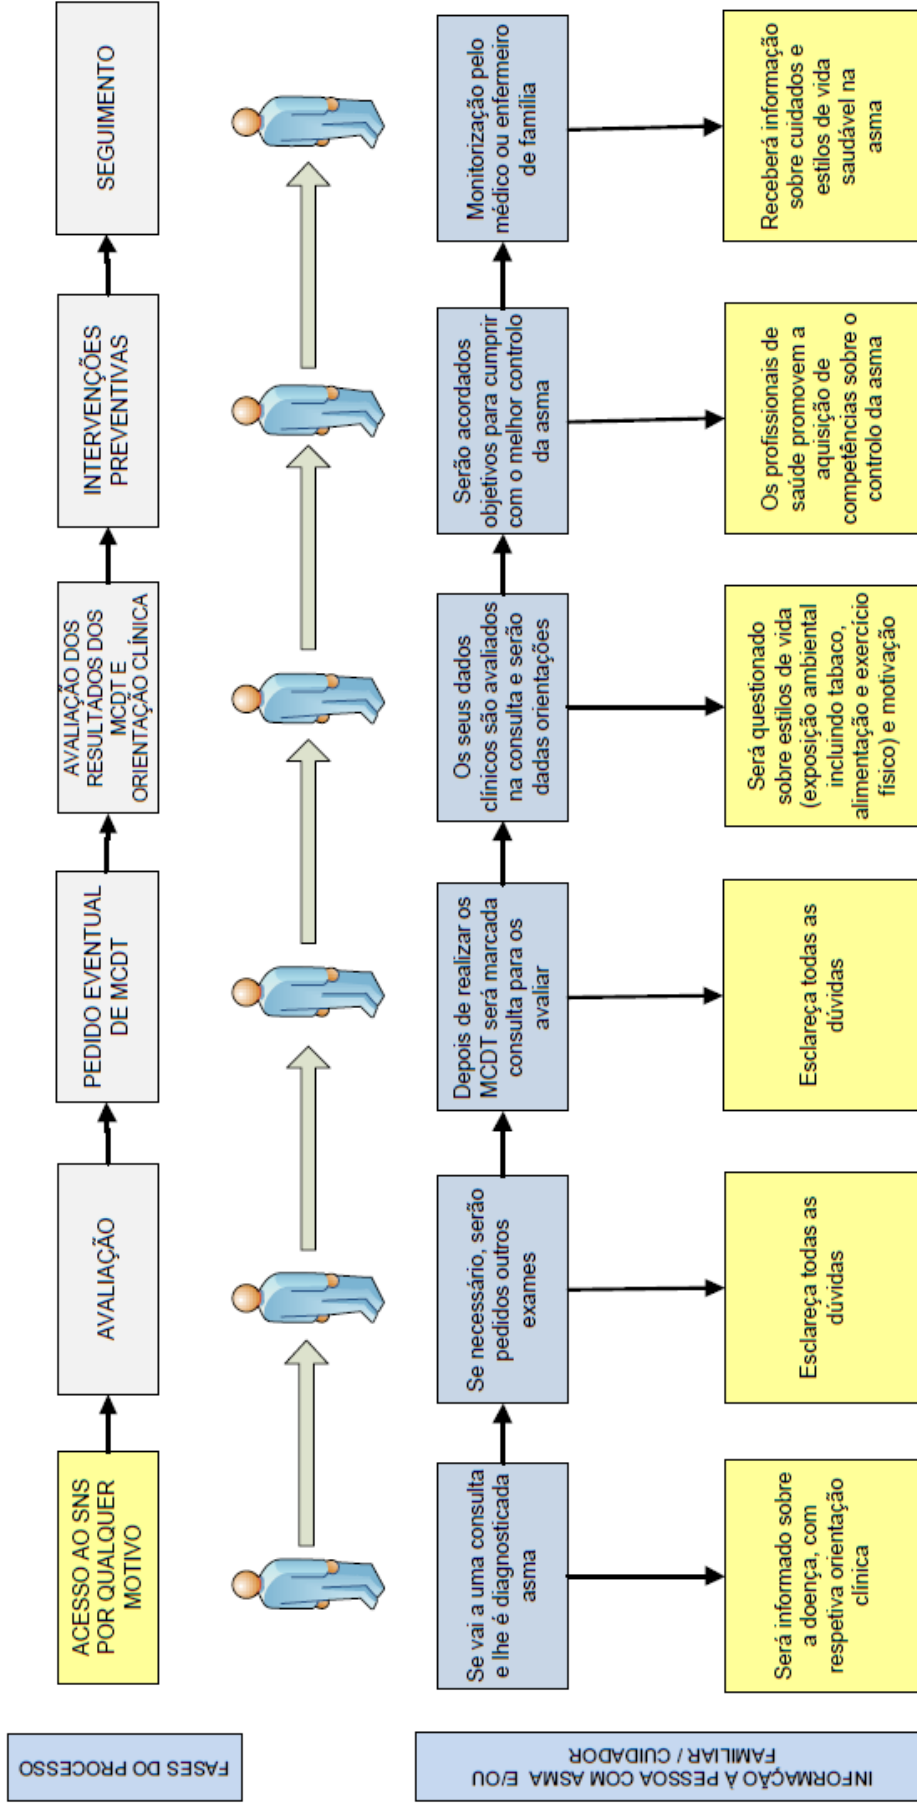 FASES DO PROCESSO
ACESSO AO SNS
POR QUALQUER
MOTIVO
AVALIAÇÃO
PEDIDO EVENTUAL
DE MCDT
AVALIAÇÃO DOS
RESULTADOS DOS
MCDT E
ORIENTAÇÃO CLÍNICA
INTERVENÇÕES
PREVENTIVAS
SEGUIMENTO
INFORMAÇÃO À PESSOA COM ASMA E/OU
FAMILIAR / CUIDADOR
Se vai a uma consulta
e lhe é diagnosticada
asma
Se necessário, serão
pedidos outros
exames
Depois de realizar os
MCDT será marcada
consulta para os
avaliar
Os seus dados
clínicos são avaliados
na consulta e serão
dadas orientações
Serão acordados
objetivos para cumprir
com o melhor controlo
da asma
Monitorização pelo
médico ou enfermeiro
de família
Será informado sobre
a doença, com
respetiva orientação
clínica
Esclareça todas as
dúvidas
Esclareça todas as
dúvidas
Será questionado
sobre estilos de vida
(exposição ambiental
incluindo tabaco,
alimentação e exercício
físico) e motivação
Os profissionais de
saúde promovem a
aquisição de
competências sobre o
controlo da asma
Receberá informação
sobre cuidados e
estilos de vida
saudável na
asma